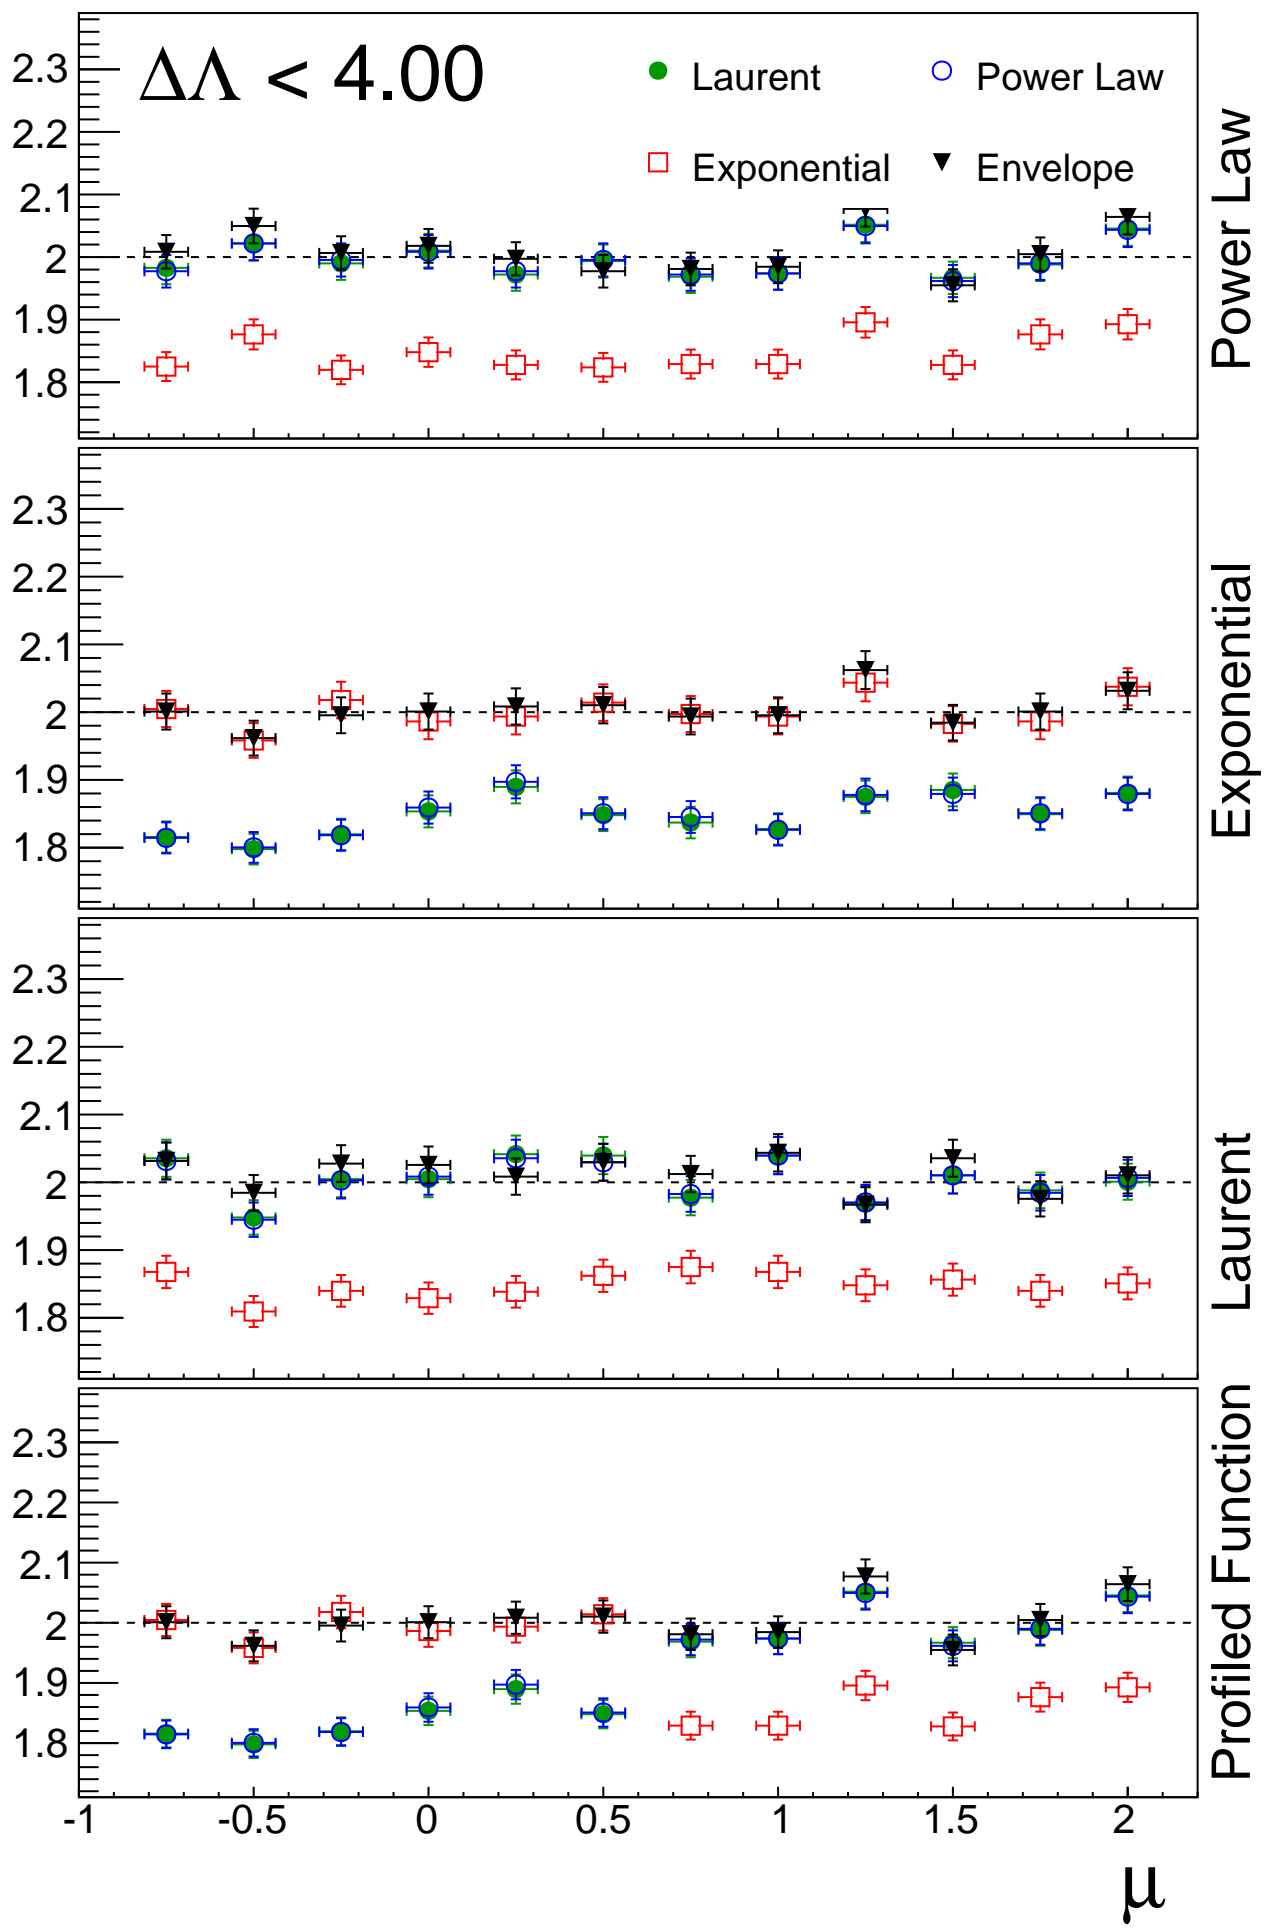 ΔΛ < 4.00
Laurent
Power Law
Exponential
Envelope
2.3
2.2
2.1
2
1.9
1.8
Power Law
2.3
2.2
2.1
2
1.9
1.8
Exponential
2.3
2.2
2.1
2
1.9
1.8
Laurent
2.3
2.2
2.1
2
1.9
1.8
Profiled Function
-1 -0.5 0 0.5 1 1.5 2
μ